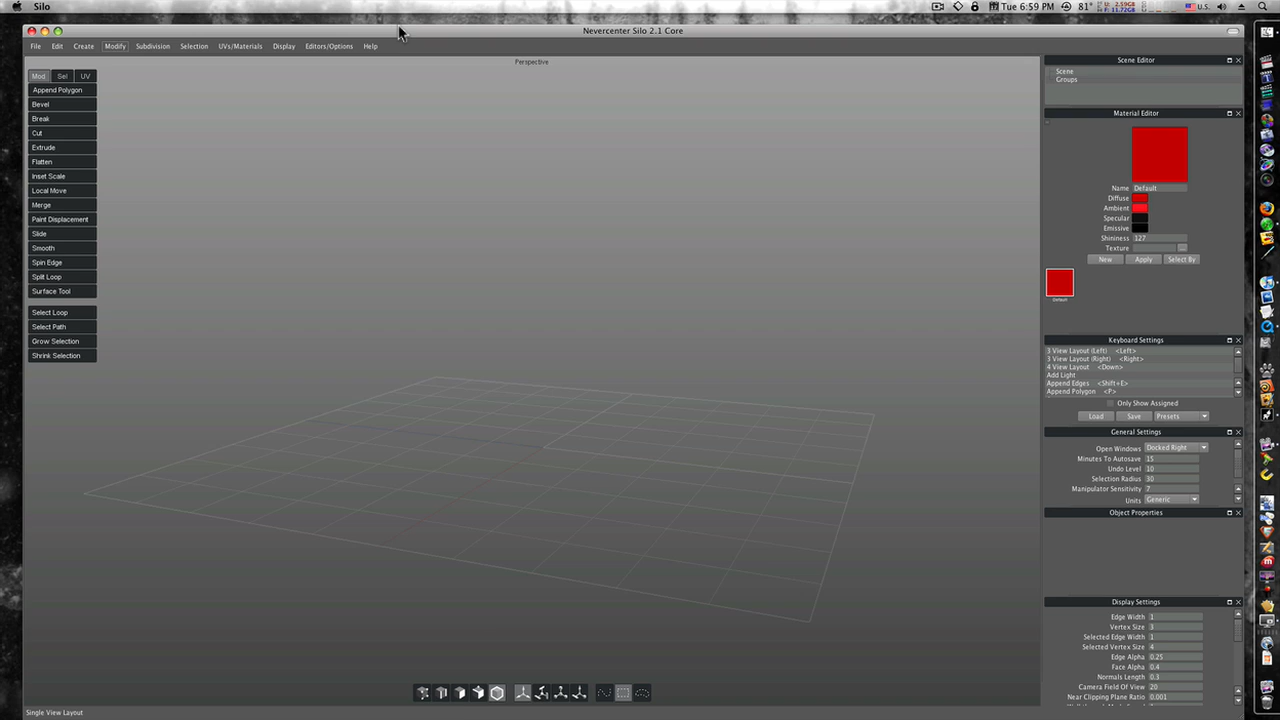 Silo
Tue 6:59 PM
81°
U: 2.59GB
F: 11.72GB
U.S.
Nevercenter Silo 2.1 Core
File Edit Create Modify Subdivision Selection UVs/Materials Display Editors/Options Help
Perspective
Mod Sel UV
Append Polygon
Bevel
Break
Cut
Extrude
Flatten
Inset Scale
Local Move
Merge
Paint Displacement
Slide
Smooth
Spin Edge
Split Loop
Surface Tool
Select Loop
Select Path
Grow Selection
Shrink Selection
Scene Editor
Scene
Groups
Material Editor
Name Default
Diffuse
Ambient
Specular
Emissive
Shininess 127
Texture ...
New Apply Select By
Default
Keyboard Settings
3 View Layout (Left) <Left>
3 View Layout (Right) <Right>
4 View Layout <Down>
Add Light
Append Edges <Shift+E>
Append Polygon <P>
Only Show Assigned
Load Save Presets
General Settings
Open Windows Docked Right
Minutes To Autosave 15
Undo Level 10
Selection Radius 30
Manipulator Sensitivity 7
Units Generic
Object Properties
Display Settings
Edge Width 1
Vertex Size 3
Selected Edge Width 1
Selected Vertex Size 4
Edge Alpha 0.25
Face Alpha 0.4
Normals Length 0.3
Camera Field Of View 20
Near Clipping Plane Ratio 0.001
Single View Layout